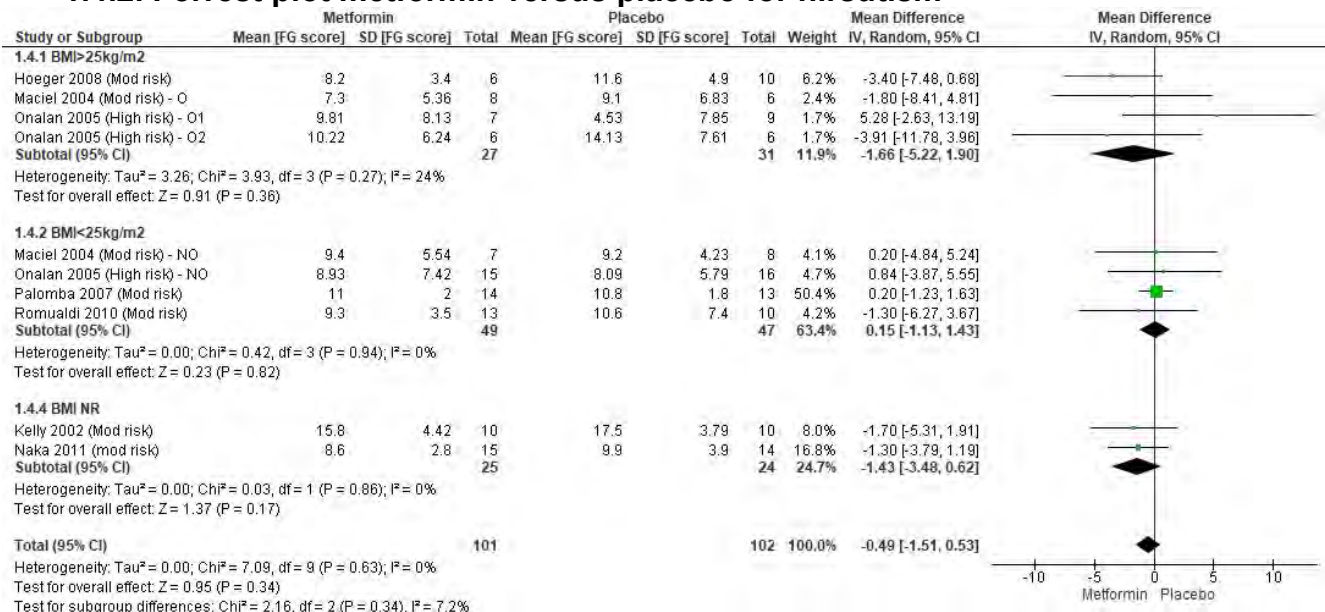 Metformin Placebo Mean Difference Mean Difference
Study or Subgroup Mean [FG score] SD [FG score] Total Mean [FG score] SD [FG score] Total Weight IV, Random, 95% CI IV, Random, 95% CI
1.4.1 BMI>25kg/m2
Hoeger 2008 (Mod risk) 8.2 3.4 6 11.6 4.9 10 6.2% -3.40 [-7.48, 0.68]
Maciel 2004 (Mod risk) - O 7.3 5.36 8 9.1 6.83 6 2.4% -1.80 [-8.41, 4.81]
Onalan 2005 (High risk) - O1 9.81 8.13 7 4.53 7.85 9 1.7% 5.28 [-2.63, 13.19]
Onalan 2005 (High risk) - O2 10.22 6.24 6 14.13 7.61 6 1.7% -3.91 [-11.78, 3.96]
Subtotal (95% CI) 27 31 11.9% -1.66 [-5.22, 1.90]
Heterogeneity: Tau² = 3.26; Chi² = 3.93, df = 3 (P = 0.27); I² = 24%
Test for overall effect: Z = 0.91 (P = 0.36)
1.4.2 BMI<25kg/m2
Maciel 2004 (Mod risk) - NO 9.4 5.54 7 9.2 4.23 8 4.1% 0.20 [-4.84, 5.24]
Onalan 2005 (High risk) - NO 8.93 7.42 15 8.09 5.79 16 4.7% 0.84 [-3.87, 5.55]
Palomba 2007 (Mod risk) 11 2 14 10.8 1.8 13 50.4% 0.20 [-1.23, 1.63]
Romualdi 2010 (Mod risk) 9.3 3.5 13 10.6 7.4 10 4.2% -1.30 [-6.27, 3.67]
Subtotal (95% CI) 49 47 63.4% 0.15 [-1.13, 1.43]
Heterogeneity: Tau² = 0.00; Chi² = 0.42, df = 3 (P = 0.94); I² = 0%
Test for overall effect: Z = 0.23 (P = 0.82)
1.4.4 BMI NR
Kelly 2002 (Mod risk) 15.8 4.42 10 17.5 3.79 10 8.0% -1.70 [-5.31, 1.91]
Naka 2011 (mod risk) 8.6 2.8 15 9.9 3.9 14 16.8% -1.30 [-3.79, 1.19]
Subtotal (95% CI) 25 24 24.7% -1.43 [-3.48, 0.62]
Heterogeneity: Tau² = 0.00; Chi² = 0.03, df = 1 (P = 0.86); I² = 0%
Test for overall effect: Z = 1.37 (P = 0.17)
Total (95% CI) 101 102 100.0% -0.49 [-1.51, 0.53]
Heterogeneity: Tau² = 0.00; Chi² = 7.09, df = 9 (P = 0.63); I² = 0%
Test for overall effect: Z = 0.95 (P = 0.34)
Test for subgroup differences: Chi² = 2.16, df = 2 (P = 0.34), I² = 7.2%
-10 -5 0 5 10
Metformin Placebo